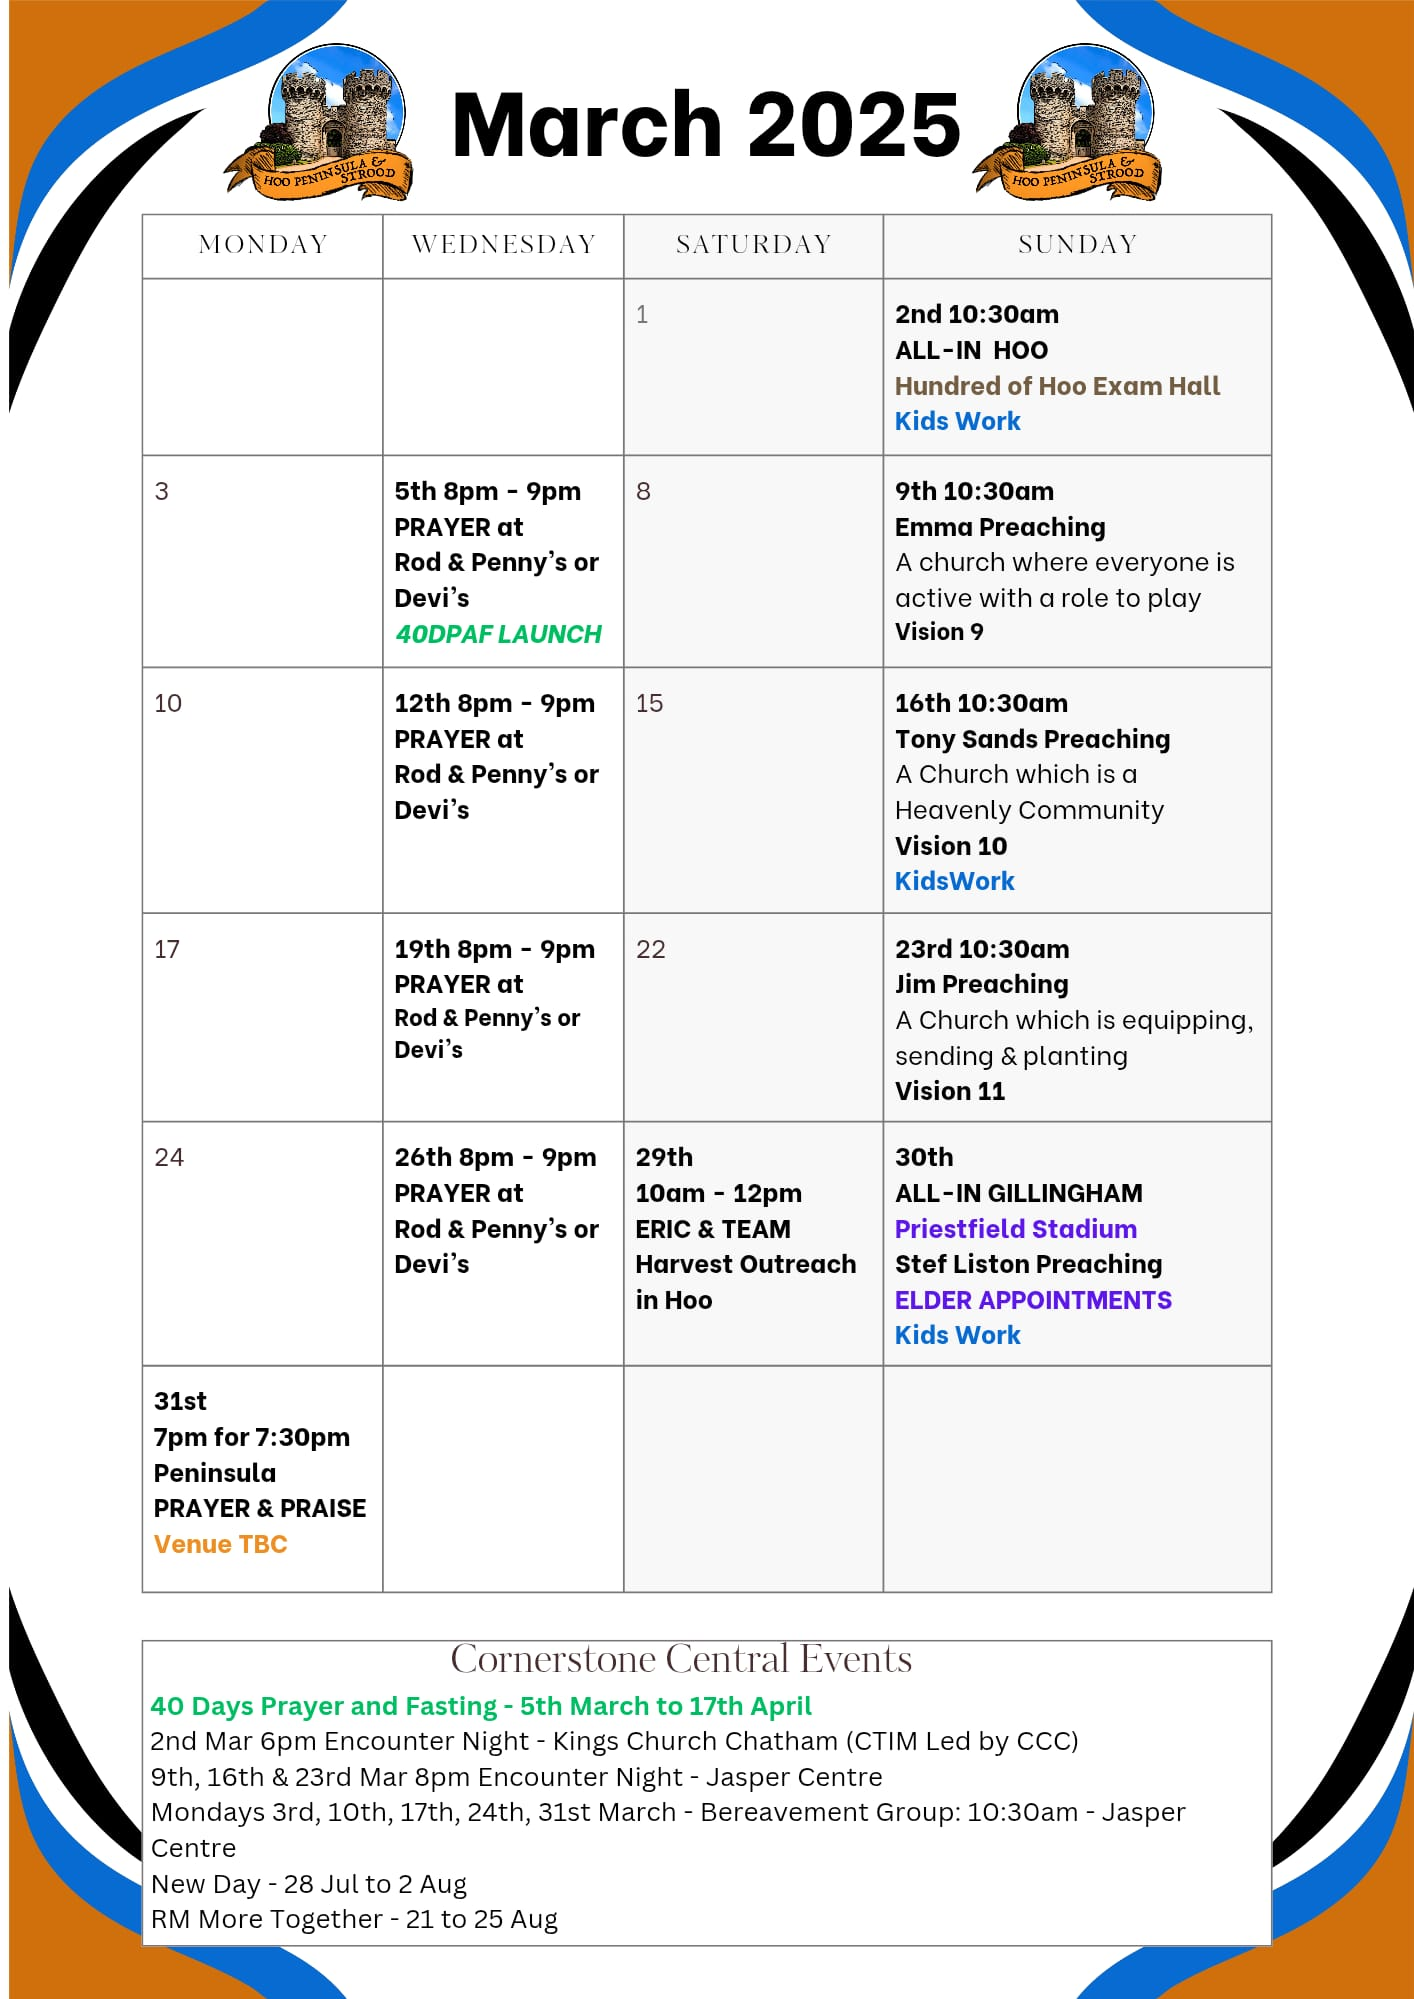 March 2025
HOO PENINSULA &
STROOD
HOO PENINSULA &
STROOD
MONDAY
WEDNESDAY
SATURDAY
SUNDAY
1
2nd 10:30am
ALL-IN  HOO
Hundred of Hoo Exam Hall
Kids Work
3
5th 8pm - 9pm
PRAYER at
Rod & Penny’s or
Devi’s
40DPAF LAUNCH
8
9th 10:30am
Emma Preaching
A church where everyone is
active with a role to play
Vision 9
10
12th 8pm - 9pm
PRAYER at
Rod & Penny’s or
Devi’s
15
16th 10:30am
Tony Sands Preaching
A Church which is a
Heavenly Community
Vision 10
KidsWork
17
19th 8pm - 9pm
PRAYER at
Rod & Penny’s or
Devi’s
22
23rd 10:30am
Jim Preaching
A Church which is equipping,
sending & planting
Vision 11
24
26th 8pm - 9pm
PRAYER at
Rod & Penny’s or
Devi’s
29th
10am - 12pm
ERIC & TEAM
Harvest Outreach
in Hoo
30th
ALL-IN GILLINGHAM
Priestfield Stadium
Stef Liston Preaching
ELDER APPOINTMENTS
Kids Work
31st
7pm for 7:30pm
Peninsula
PRAYER & PRAISE
Venue TBC
Cornerstone Central Events
40 Days Prayer and Fasting - 5th March to 17th April
2nd Mar 6pm Encounter Night - Kings Church Chatham (CTIM Led by CCC)
9th, 16th & 23rd Mar 8pm Encounter Night - Jasper Centre
Mondays 3rd, 10th, 17th, 24th, 31st March - Bereavement Group: 10:30am - Jasper
Centre
New Day - 28 Jul to 2 Aug
RM More Together - 21 to 25 Aug